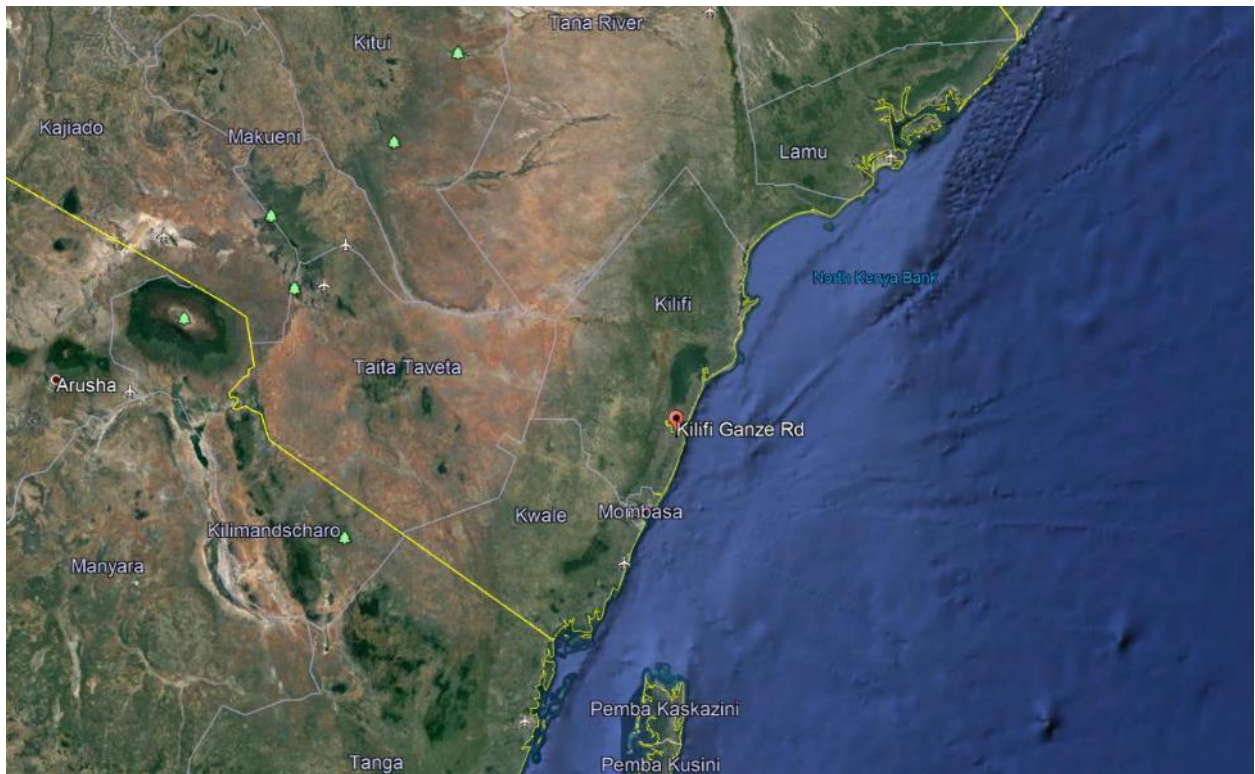 Tana River
Kitui
Kajiado
Makueni
Lamu
North Kenya Bank
Kilifi
Taita Taveta
Arusha
Kilifi Ganze Rd
Kwale
Mombasa
Kilimandscharo
Manyara
Pemba Kaskazini
Tanga
Pemba Kusini